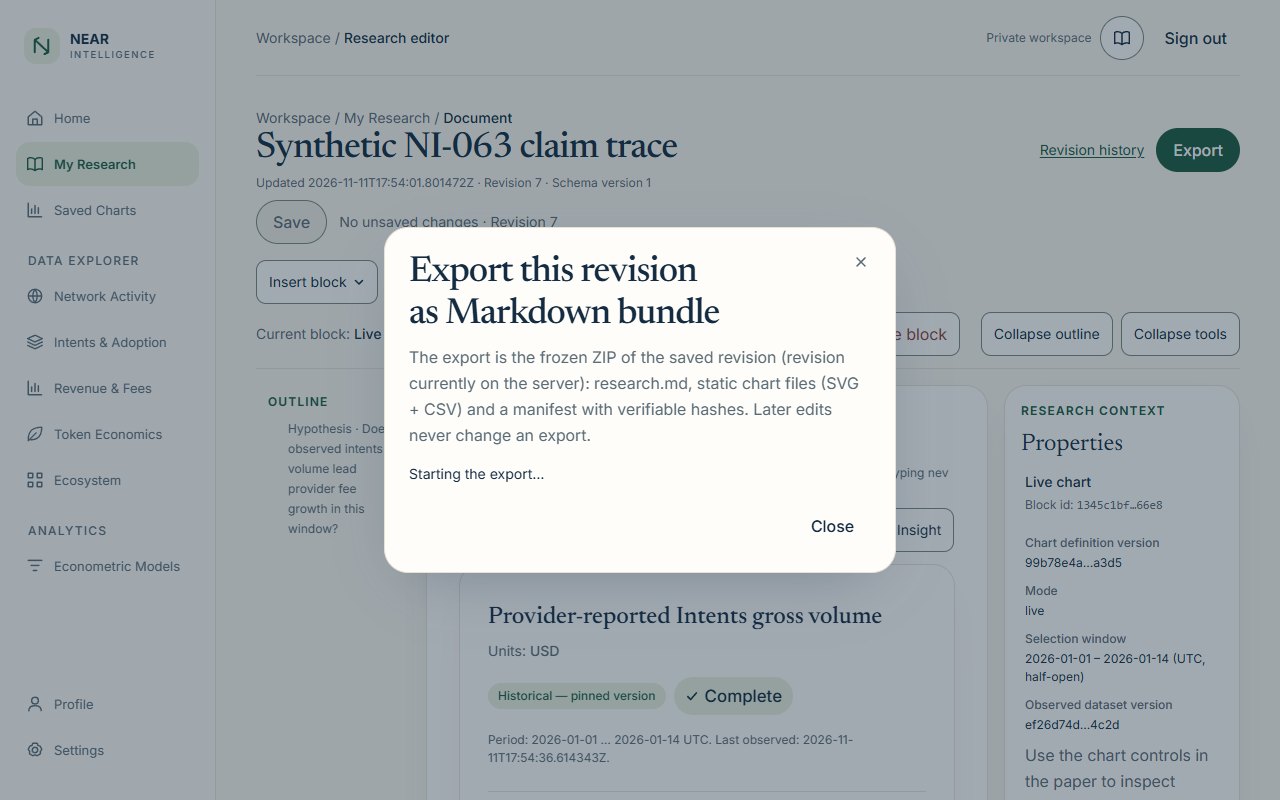 NEAR
INTELLIGENCE
Home
My Research
Saved Charts
DATA EXPLORER
Network Activity
Intents & Adoption
Revenue & Fees
Token Economics
Ecosystem
ANALYTICS
Econometric Models
Profile
Settings
Workspace / Research editor
Private workspace
Sign out
Workspace / My Research / Document
Synthetic NI-063 claim trace
Updated 2026-11-11T17:54:01.801472Z · Revision 7 · Schema version 1
Revision history
Export
Save
No unsaved changes · Revision 7
Insert block
Current block: Live
block
Collapse outline
Collapse tools
OUTLINE
Hypothesis · Doe
observed intents
volume lead
provider fee
growth in this
window?
Export this revision
as Markdown bundle
×
The export is the frozen ZIP of the saved revision (revision
currently on the server): research.md, static chart files (SVG
+ CSV) and a manifest with verifiable hashes. Later edits
never change an export.
Starting the export…
Close
yping nev
Insight
Provider-reported Intents gross volume
Units: USD
Historical — pinned version
✓ Complete
Period: 2026-01-01 … 2026-01-14 UTC. Last observed: 2026-11-
11T17:54:36.614343Z.
RESEARCH CONTEXT
Properties
Live chart
Block id: 1345c1bf…66e8
Chart definition version
99b78e4a…a3d5
Mode
live
Selection window
2026-01-01 – 2026-01-14 (UTC,
half-open)
Observed dataset version
ef26d74d…4c2d
Use the chart controls in
the paper to inspect